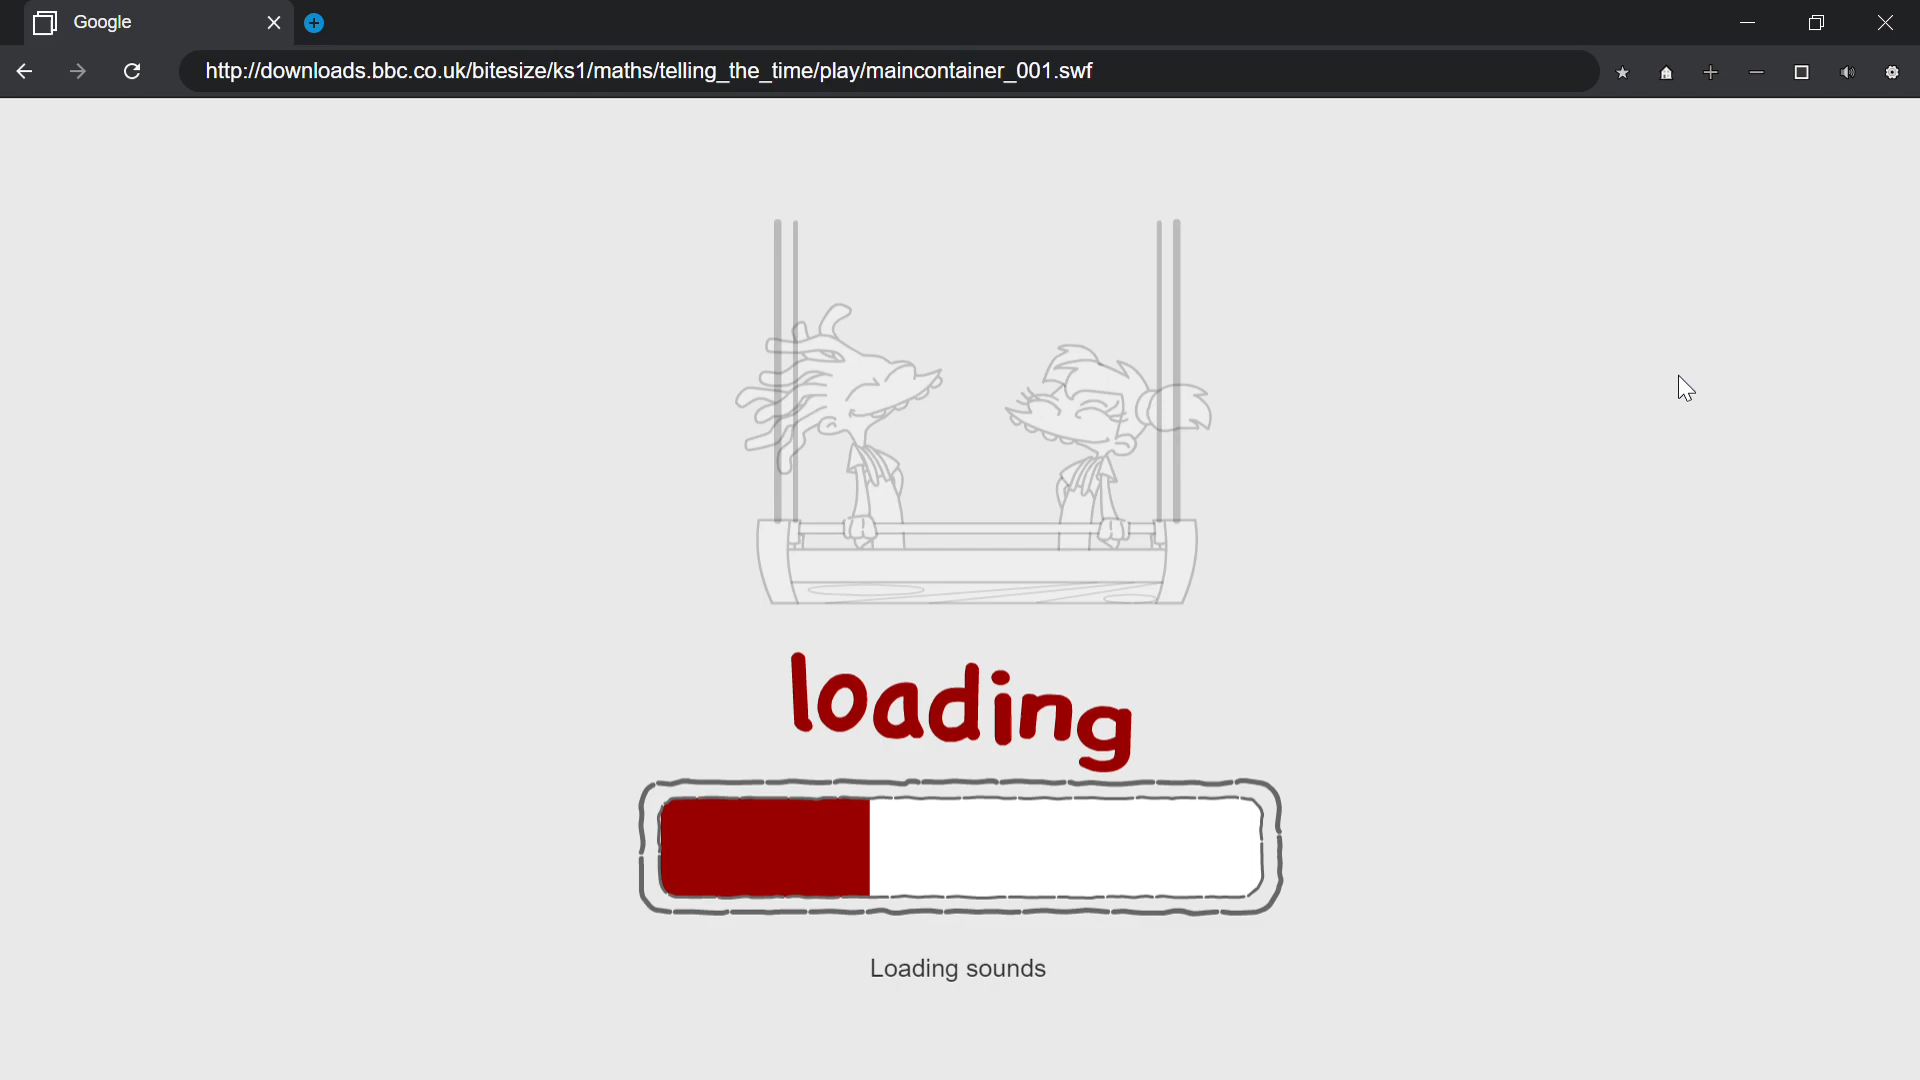 Google
http://downloads.bbc.co.uk/bitesize/ks1/maths/telling_the_time/play/maincontainer_001.swf
loading
Loading sounds